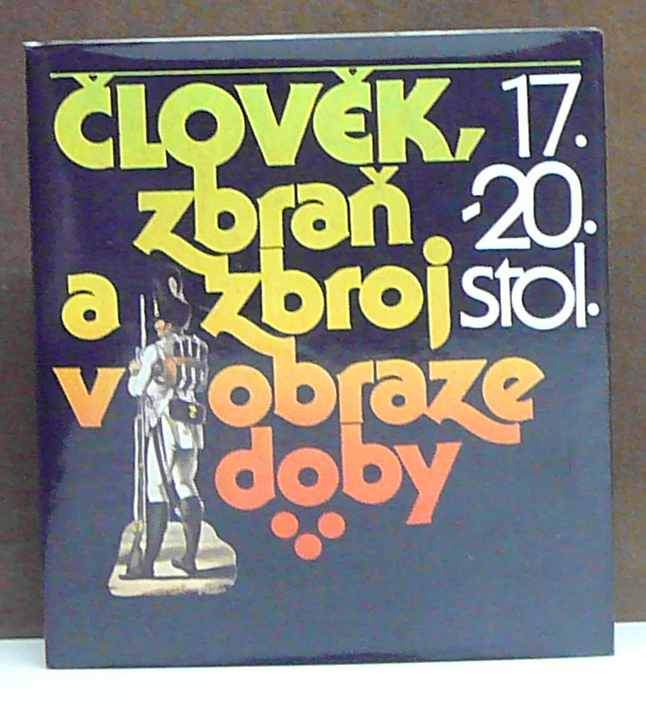 ČLOVĚK,
zbraň
a zbroj
v obraze
doby
17.
-20.
stol.